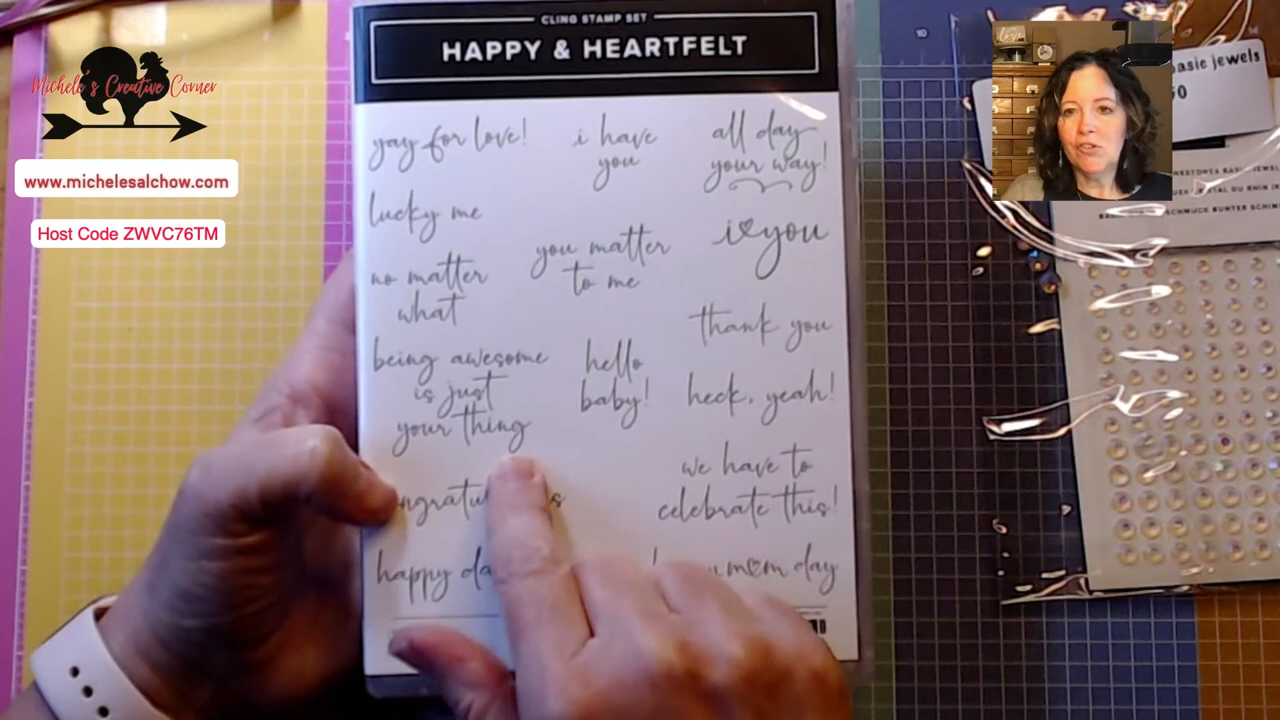 Michele's Creative Corner
www.michelesalchow.com
Host Code ZWVC76TM
CLING STAMP SET
HAPPY & HEARTFELT
yay for love!
i have
you
all day
your way!
lucky me
you matter
to me
i you
no matter
what
being awesome
is just
your thing
hello
baby!
thank you
heck, yeah!
we have to
celebrate this!
happy
day
basic jewels